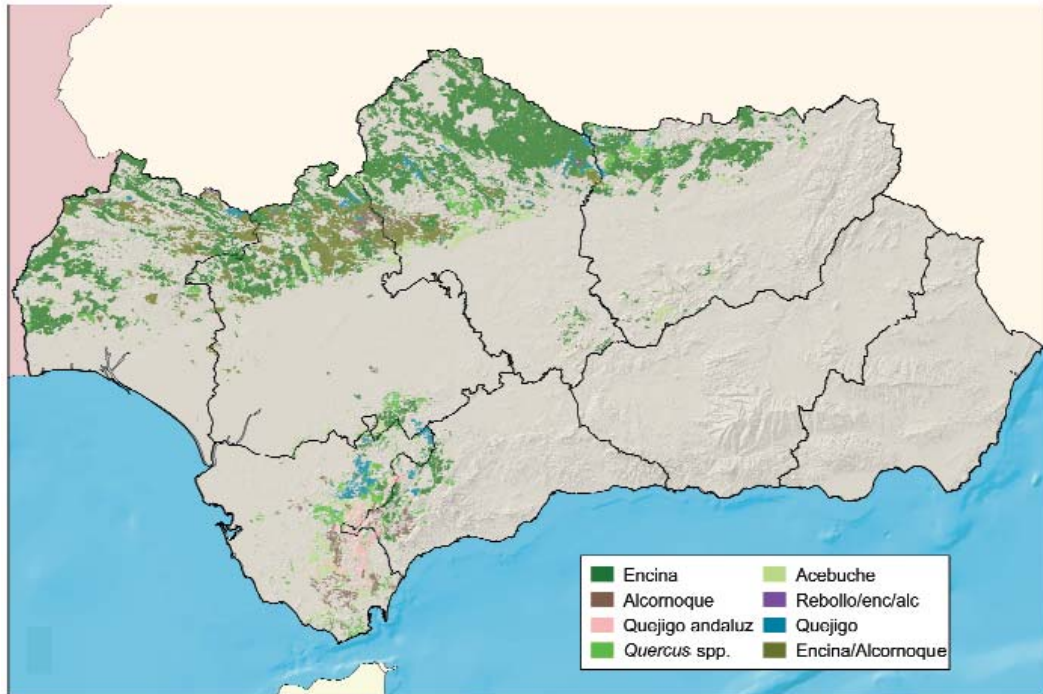 Encina
Alcornoque
Quejigo andaluz
Quercus spp.
Acebuche
Rebollo/enc/alc
Quejigo
Encina/Alcornoque